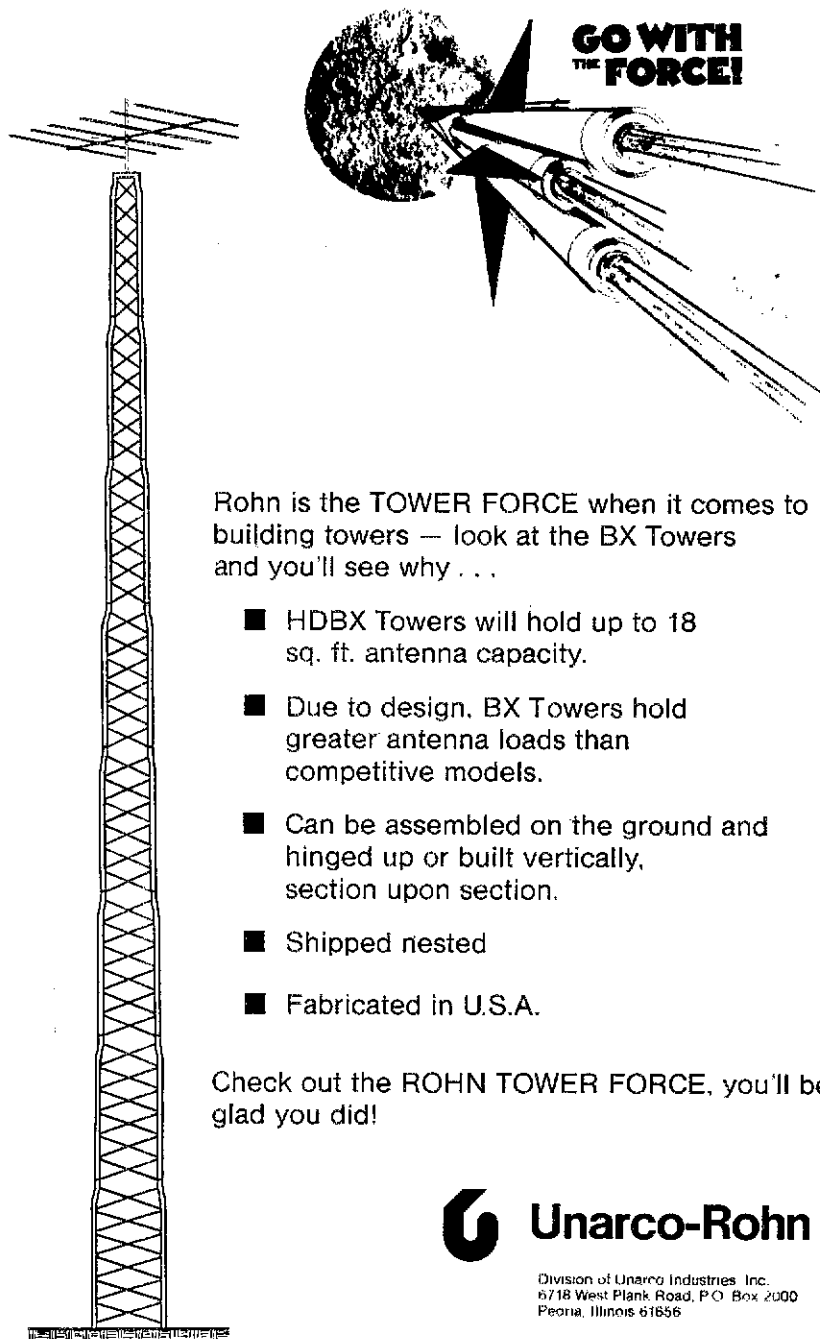 GO WITH
THE FORCE!
Rohn is the TOWER FORCE when it comes to
building towers — look at the BX Towers
and you'll see why . . .
■ HDBX Towers will hold up to 18
sq. ft. antenna capacity.
■ Due to design, BX Towers hold
greater antenna loads than
competitive models.
■ Can be assembled on the ground and
hinged up or built vertically,
section upon section.
■ Shipped nested
■ Fabricated in U.S.A.
Check out the ROHN TOWER FORCE, you'll be
glad you did!
Unarco-Rohn
Division of Unarco Industries, Inc.
6718 West Plank Road, P.O. Box 2000
Peoria, Illinois 61656